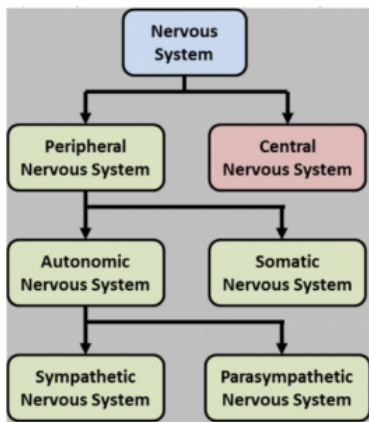 Nervous
System
Peripheral
Nervous System
Central
Nervous System
Autonomic
Nervous System
Somatic
Nervous System
Sympathetic
Nervous System
Parasympathetic
Nervous System